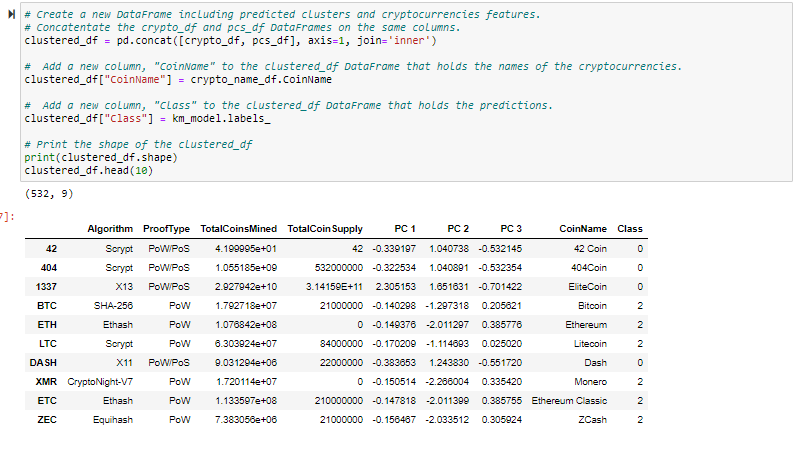 # Create a new DataFrame including predicted clusters and cryptocurrencies features.
# Concatentate the crypto_df and pcs_df DataFrames on the same columns.
clustered_df = pd.concat([crypto_df, pcs_df], axis=1, join='inner')
#  Add a new column, "CoinName" to the clustered_df DataFrame that holds the names of the cryptocurrencies.
clustered_df["CoinName"] = crypto_name_df.CoinName
#  Add a new column, "Class" to the clustered_df DataFrame that holds the predictions.
clustered_df["Class"] = km_model.labels_
# Print the shape of the clustered_df
print(clustered_df.shape)
clustered_df.head(10)
(532, 9)
7]:
Algorithm ProofType TotalCoinsMined TotalCoinSupply PC 1 PC 2 PC 3 CoinName Class
42 Scrypt PoW/PoS 4.199995e+01 42 -0.339197 1.040738 -0.532145 42 Coin 0
404 Scrypt PoW/PoS 1.055185e+09 532000000 -0.322534 1.040891 -0.532354 404Coin 0
1337 X13 PoW/PoS 2.927942e+10 3.14159E+11 2.305153 1.651631 -0.701422 EliteCoin 0
BTC SHA-256 PoW 1.792718e+07 21000000 -0.140298 -1.297318 0.205621 Bitcoin 2
ETH Ethash PoW 1.076842e+08 0 -0.149376 -2.011297 0.385776 Ethereum 2
LTC Scrypt PoW 6.303924e+07 84000000 -0.170209 -1.114693 0.025020 Litecoin 2
DASH X11 PoW/PoS 9.031294e+06 22000000 -0.383653 1.243830 -0.551720 Dash 0
XMR CryptoNight-V7 PoW 1.720114e+07 0 -0.150514 -2.266004 0.335420 Monero 2
ETC Ethash PoW 1.133597e+08 210000000 -0.147818 -2.011399 0.385755 Ethereum Classic 2
ZEC Equihash PoW 7.383056e+06 21000000 -0.156467 -2.033512 0.305924 ZCash 2